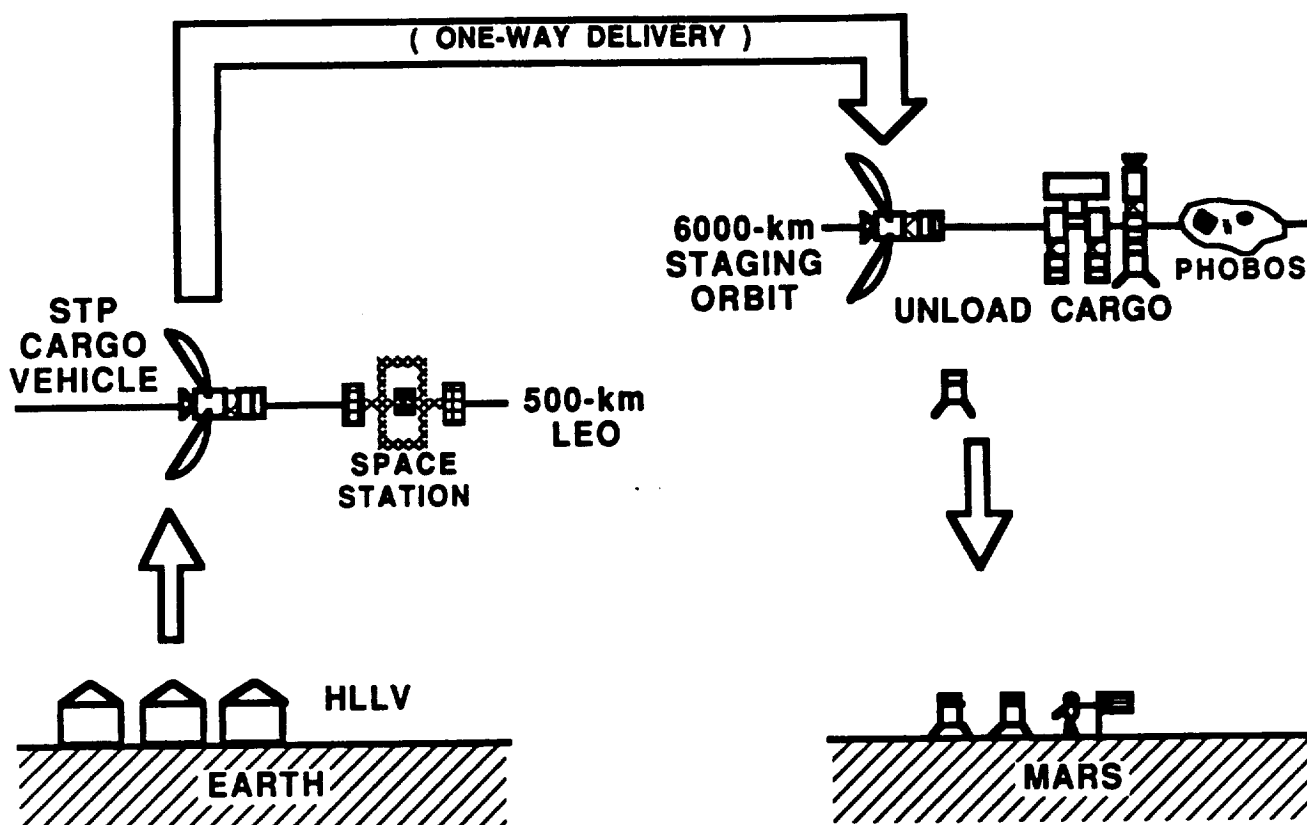 ( ONE-WAY DELIVERY )
6000-km
STAGING
ORBIT
PHOBOS
UNLOAD CARGO
STP
CARGO
VEHICLE
500-km
LEO
SPACE
STATION
HLLV
EARTH
MARS